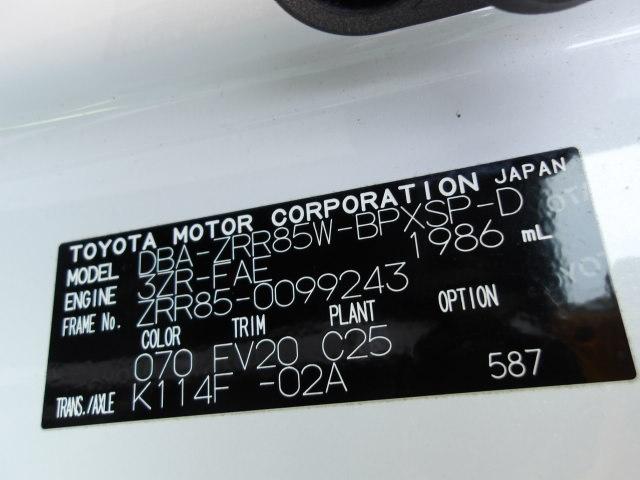 TOYOTA MOTOR CORPORATION JAPAN
MODEL DBA-ZRR85W-BPXSP-D
ENGINE 3ZR-FAE 1986 mL
FRAME No. ZRR85-0099243
COLOR TRIM PLANT OPTION
070 FV20 C25
TRANS./AXLE K114F -02A 587